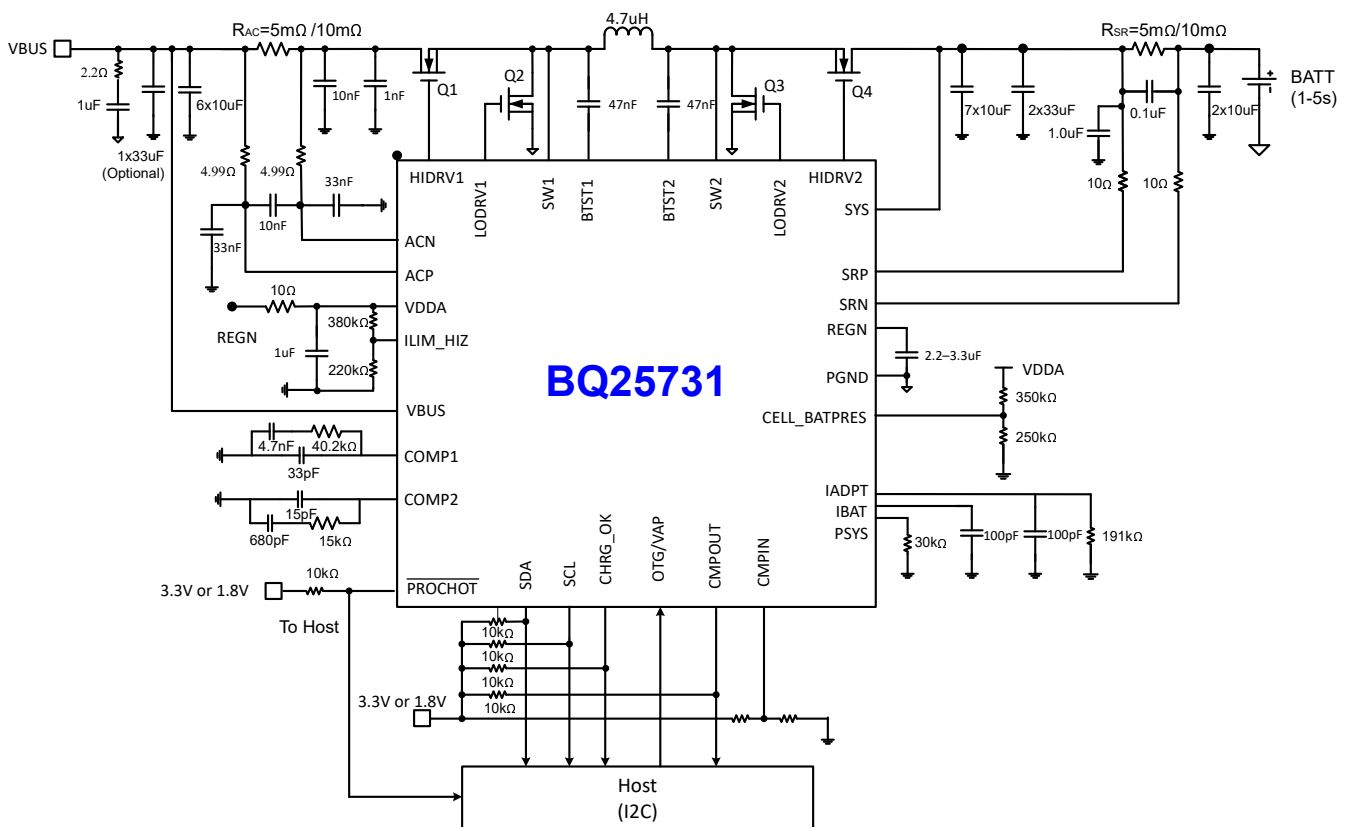 4.7uH
RAC=5mΩ /10mΩ
RSR=5mΩ/10mΩ
VBUS
2.2Ω
1uF
6x10uF
10nF
1nF
Q1
Q2
47nF
47nF
Q3
Q4
7x10uF
2x33uF
0.1uF
1.0uF
2x10uF
BATT
(1-5s)
1x33uF
(Optional)
4.99Ω
4.99Ω
33nF
10nF
33nF
10Ω
10Ω
HIDRV1
LODRV1
SW1
BTST1
BTST2
SW2
LODRV2
HIDRV2
SYS
ACN
ACP
SRP
SRN
10Ω
REGN
VDDA
380kΩ
ILIM_HIZ
1uF
220kΩ
REGN
2.2–3.3uF
PGND
BQ25731
VDDA
350kΩ
CELL_BATPRES
250kΩ
VBUS
4.7nF
40.2kΩ
33pF
COMP1
COMP2
15pF
680pF
15kΩ
IADPT
IBAT
PSYS
30kΩ
100pF
100pF
191kΩ
3.3V or 1.8V
10kΩ
PROCHOT
To Host
SDA
SCL
CHRG_OK
OTG/VAP
CMPOUT
CMPIN
10kΩ
10kΩ
10kΩ
10kΩ
3.3V or 1.8V
Host
(I2C)